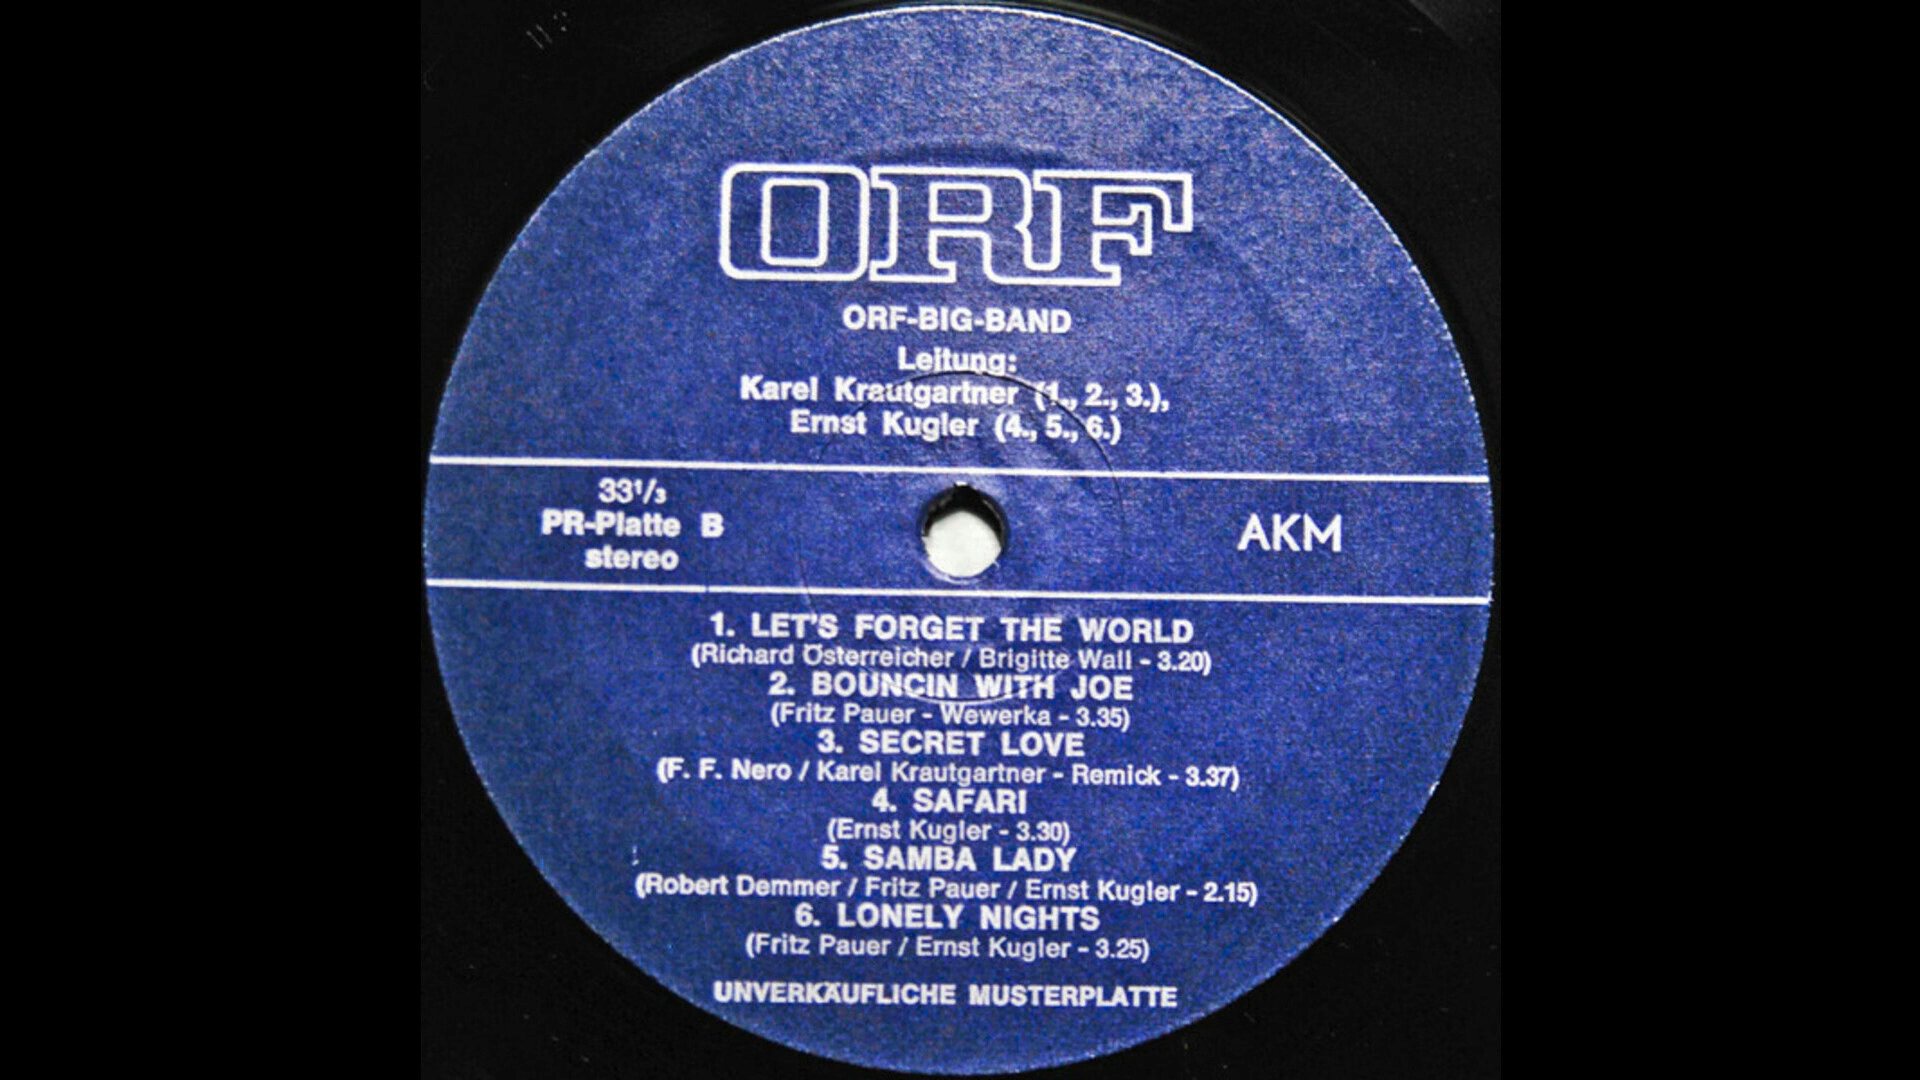 ORF
ORF-BIG-BAND
Leitung:
Karel Krautgartner (1., 2., 3.),
Ernst Kugler (4., 5., 6.)
33¹/₃
PR-Platte B
stereo
AKM
1. LET'S FORGET THE WORLD
(Richard Österreicher / Brigitte Wall - 3.20)
2. BOUNCIN WITH JOE
(Fritz Pauer - Wewerka - 3.35)
3. SECRET LOVE
(F. F. Nero / Karel Krautgartner - Remick - 3.37)
4. SAFARI
(Ernst Kugler - 3.30)
5. SAMBA LADY
(Robert Demmer / Fritz Pauer / Ernst Kugler - 2.15)
6. LONELY NIGHTS
(Fritz Pauer / Ernst Kugler - 3.25)
UNVERKÄUFLICHE MUSTERPLATTE